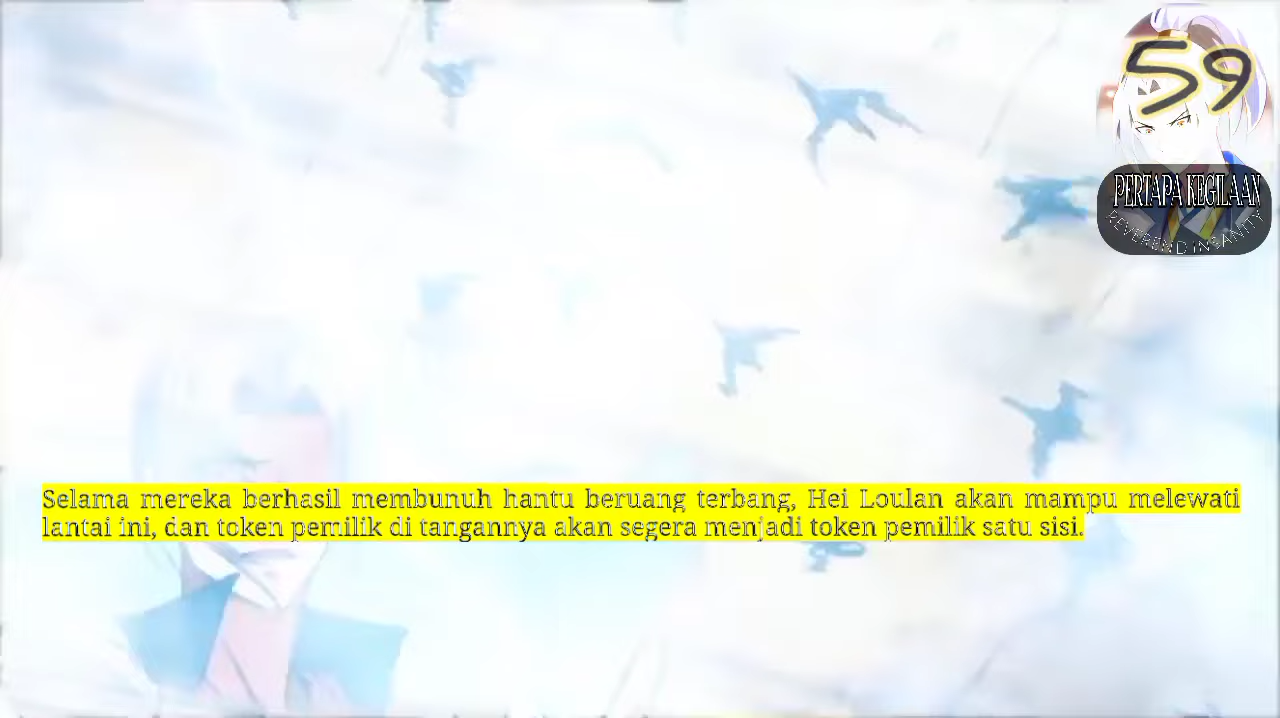 59
PERTAPA KEGILAAN
REVEREND INSANITY
Selama mereka berhasil membunuh hantu beruang terbang, Hei Loulan akan mampu melewati
lantai ini, dan token pemilik di tangannya akan segera menjadi token pemilik satu sisi.